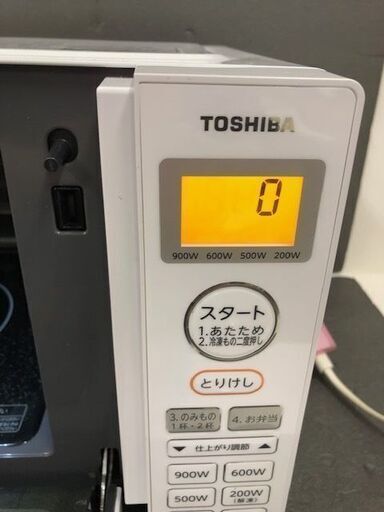 TOSHIBA
0
900W 600W 500W 200W
スタート
1.あたため
2.冷凍もの二度押し
とりけし
3.のみもの
1杯・2杯
4.お弁当
▼ 仕上がり調節 ▲
900W
600W
500W
200W
(解凍)